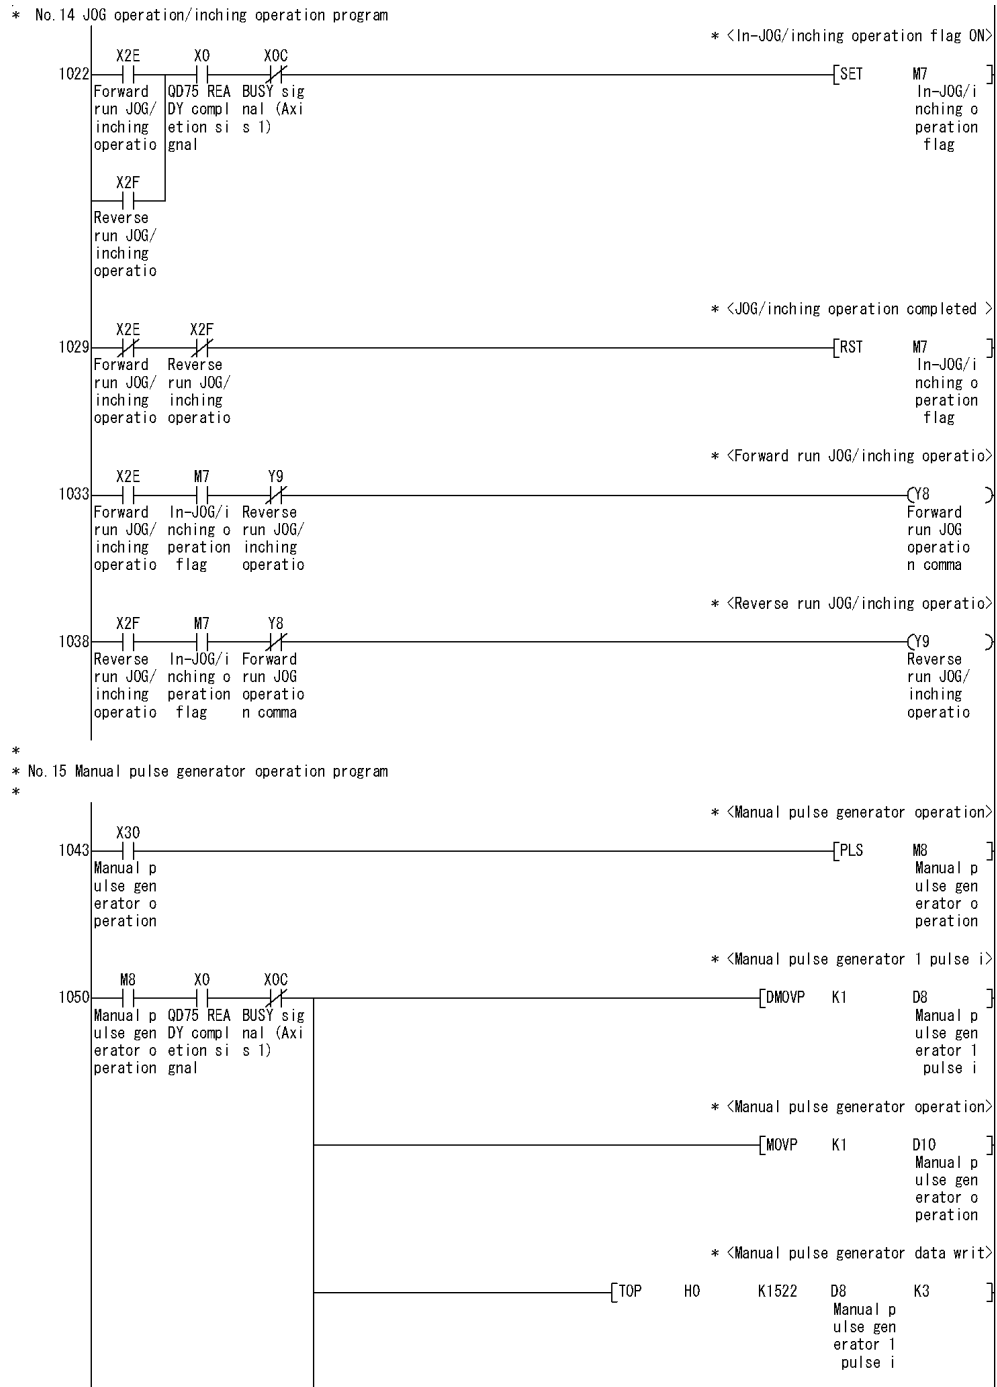 * No.14 JOG operation/inching operation program
* <In-JOG/inching operation flag ON>
X2E X0 X0C
1022 [SET M7 ]
Forward QD75 REA BUSY sig In-JOG/i
run JOG/ DY compl nal (Axi nching o
inching etion si s 1) peration
operatio gnal flag
X2F
Reverse
run JOG/
inching
operatio
* <JOG/inching operation completed >
X2E X2F
1029 [RST M7 ]
Forward Reverse In-JOG/i
run JOG/ run JOG/ nching o
inching inching peration
operatio operatio flag
* <Forward run JOG/inching operatio>
X2E M7 Y9
1033 (Y8 )
Forward In-JOG/i Reverse Forward
run JOG/ nching o run JOG/ run JOG
inching peration inching operatio
operatio flag operatio n comma
* <Reverse run JOG/inching operatio>
X2F M7 Y8
1038 (Y9 )
Reverse In-JOG/i Forward Reverse
run JOG/ nching o run JOG run JOG/
inching peration operatio inching
operatio flag n comma operatio
*
* No.15 Manual pulse generator operation program
*
* <Manual pulse generator operation>
X30
1043 [PLS M8 ]
Manual p Manual p
ulse gen ulse gen
erator o erator o
peration peration
* <Manual pulse generator 1 pulse i>
M8 X0 X0C
1050 [DMOVP K1 D8 ]
Manual p QD75 REA BUSY sig Manual p
ulse gen DY compl nal (Axi ulse gen
erator o etion si s 1) erator 1
peration gnal pulse i
* <Manual pulse generator operation>
[MOVP K1 D10 ]
Manual p
ulse gen
erator o
peration
* <Manual pulse generator data writ>
[TOP H0 K1522 D8 K3 ]
Manual p
ulse gen
erator 1
pulse i